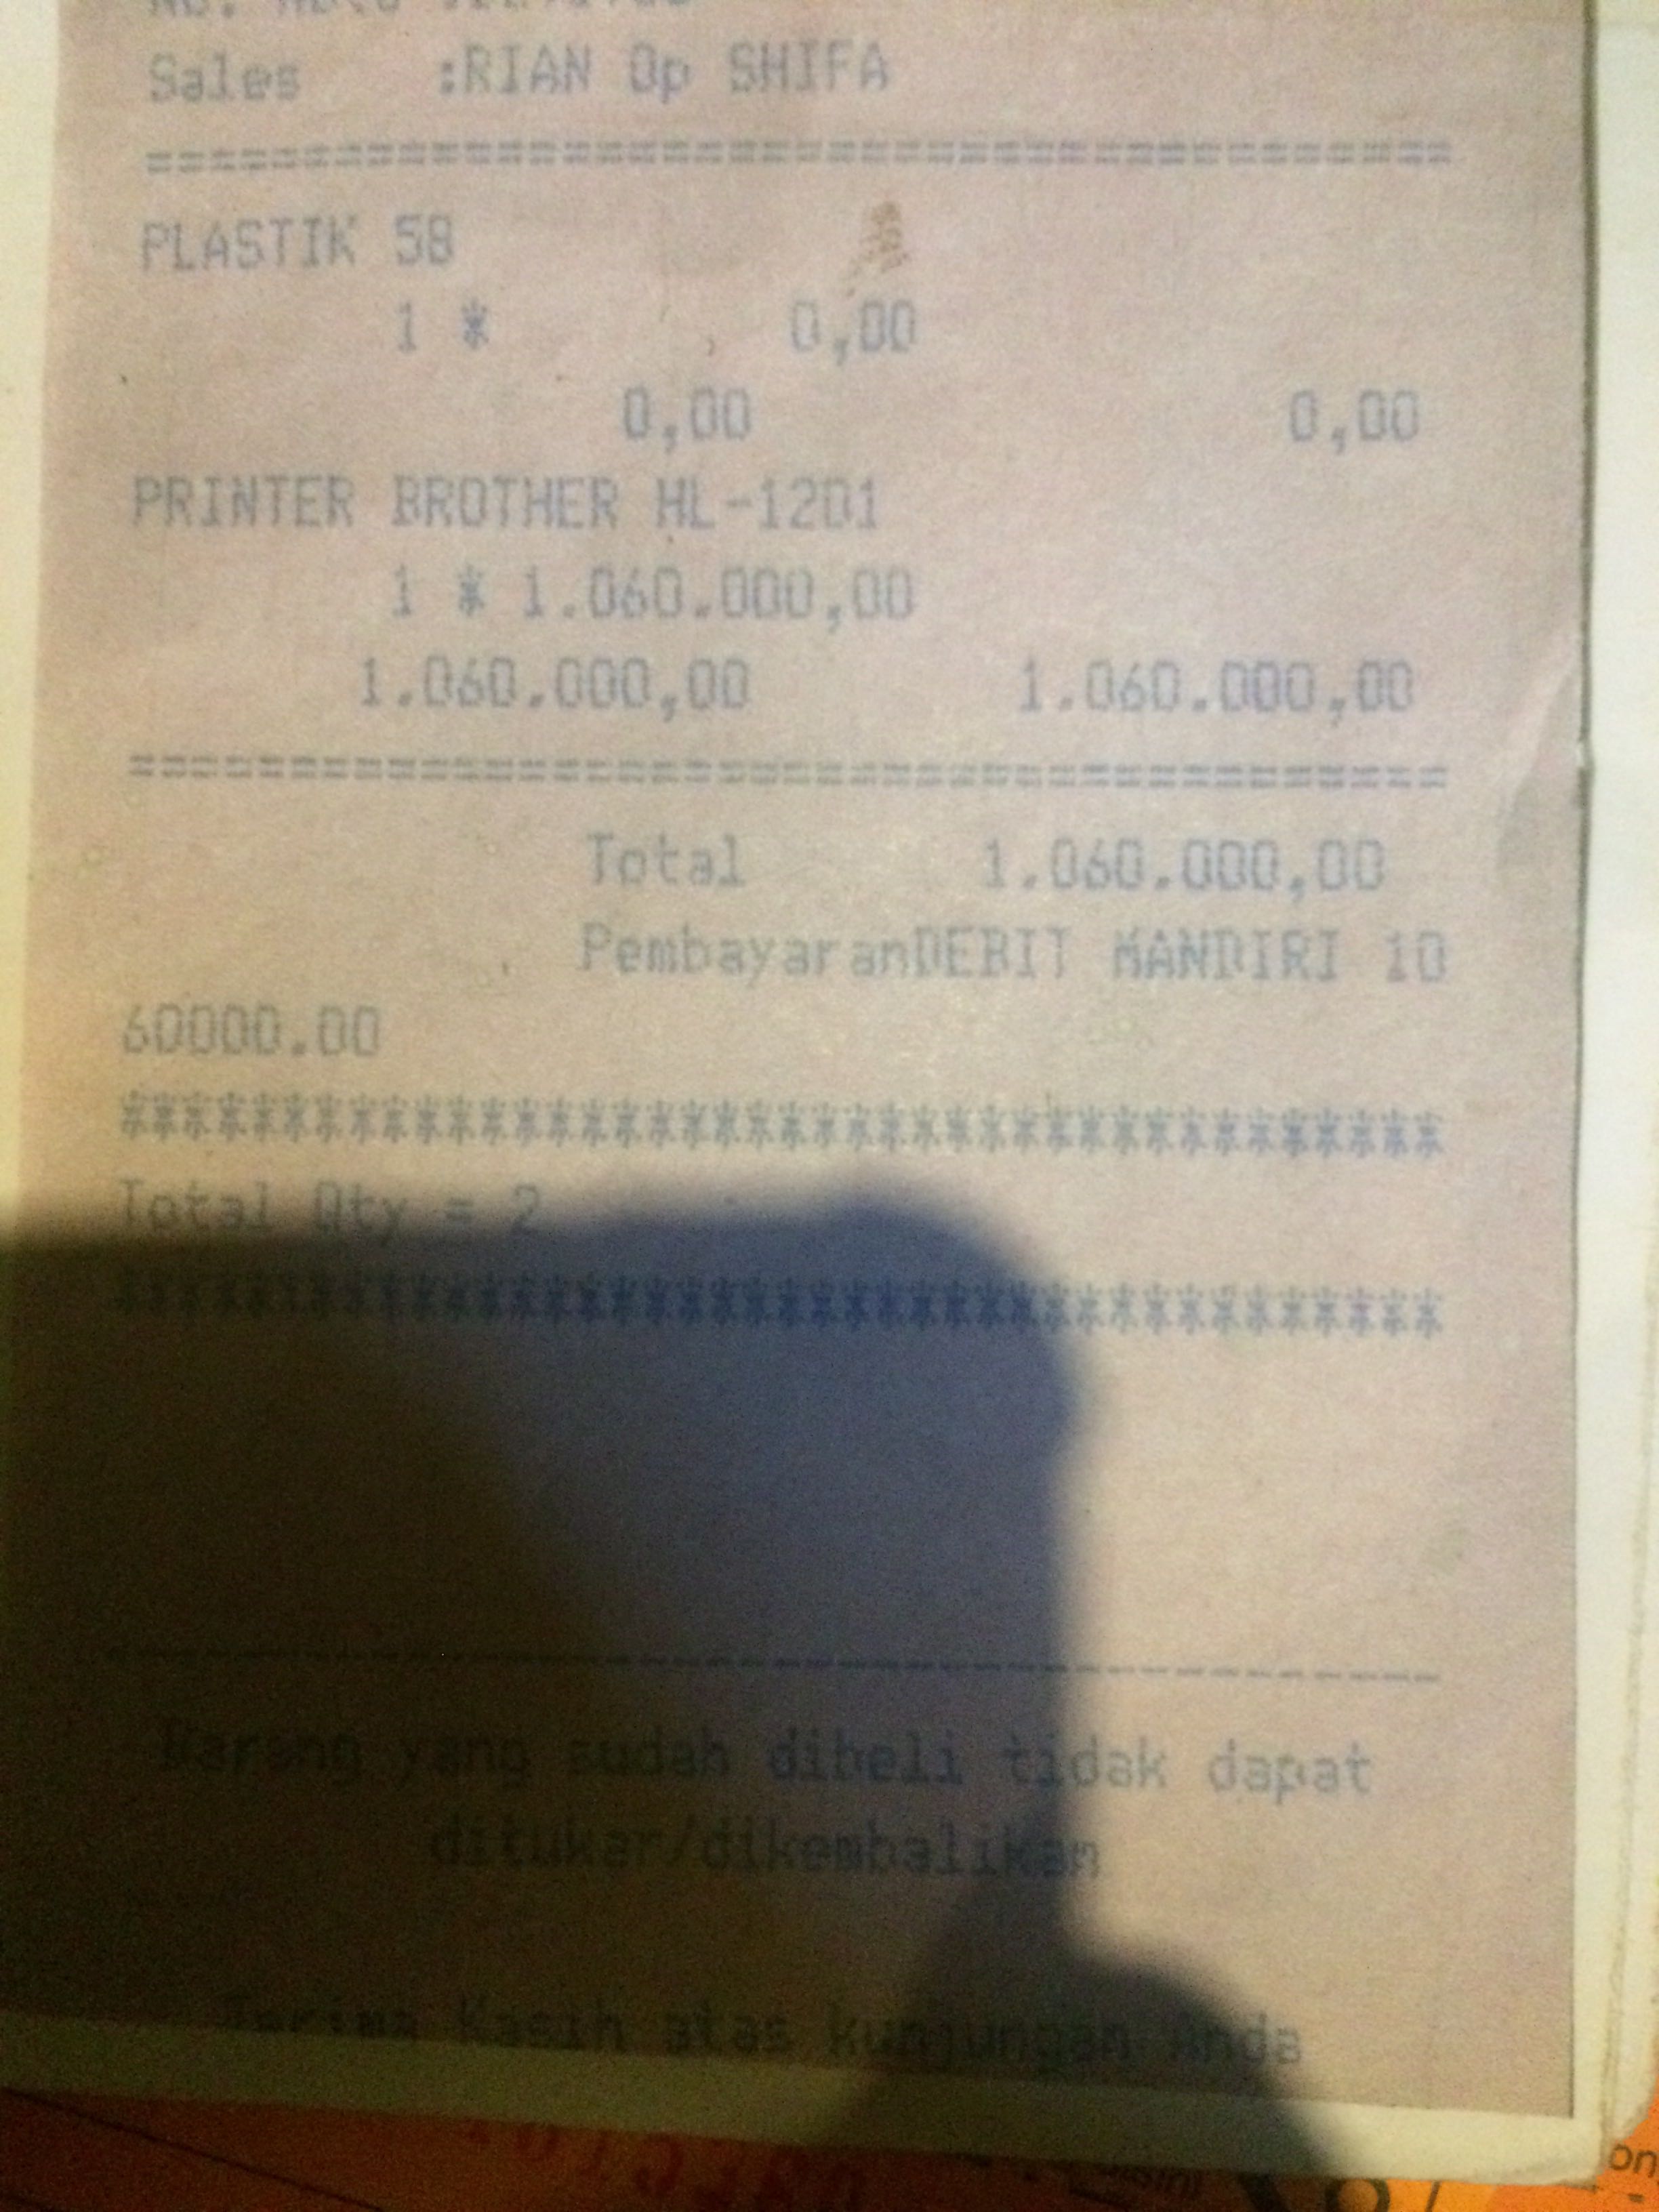 Sales :RIAN Op SHIFA
========================================
PLASTIK 5B
1 * 0,00
0,00 0,00
PRINTER BROTHER HL-1201
1 * 1.060.000,00
1.060.000,00 1.060.000,00
========================================
Total 1.060.000,00
PembayaranDEBIT MANDIRI 10
60000.00
****************************************
Total Qty = 2
****************************************
----------------------------------------
Barang yang sudah dibeli tidak dapat
ditukar/dikembalikan
Terima Kasih atas kunjungan Anda